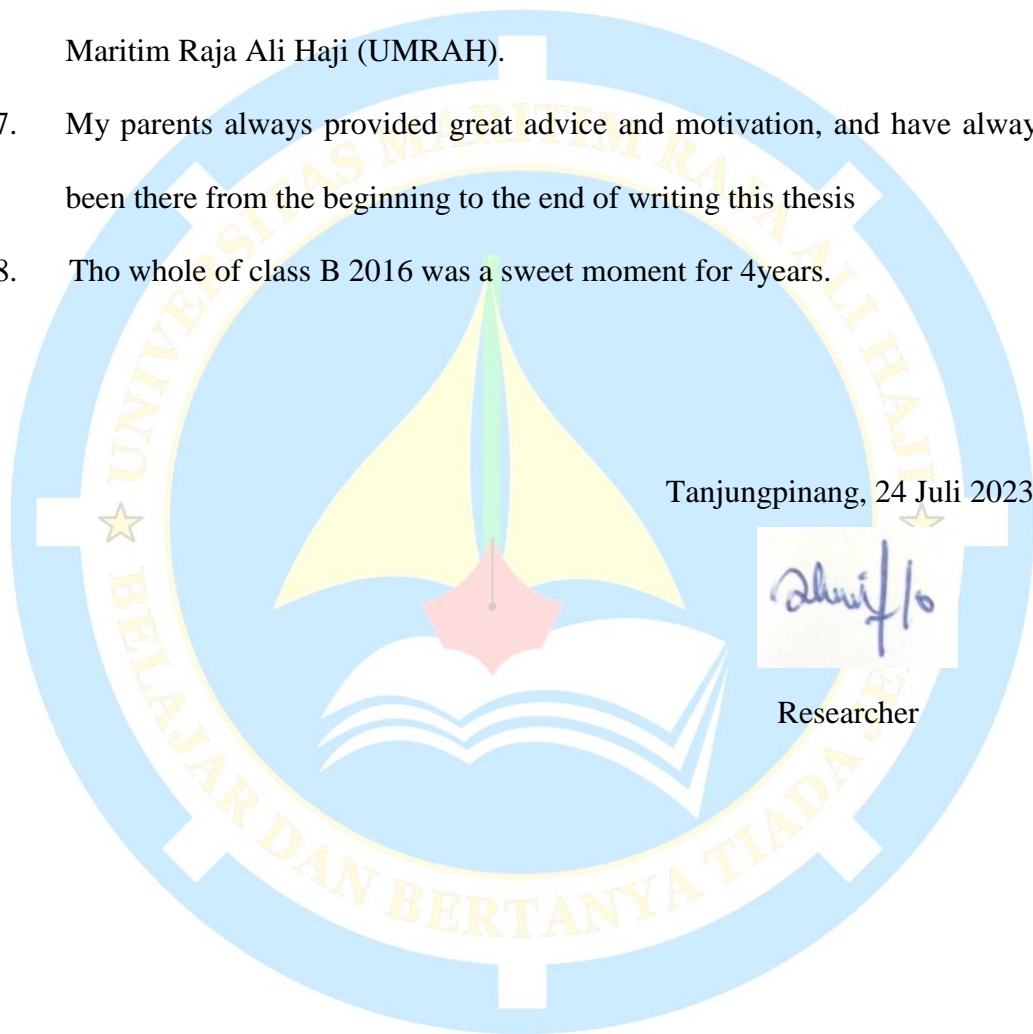 Maritim Raja Ali Haji (UMRAH).
7. My parents always provided great advice and motivation, and have alway
been there from the beginning to the end of writing this thesis
8. Tho whole of class B 2016 was a sweet moment for 4years.
Tanjungpinang, 24 Juli 2023
Researcher
UNIVERSITAS MARITIM RAJA ALI HAJI
BELAJAR DAN BERTANYA TIADA